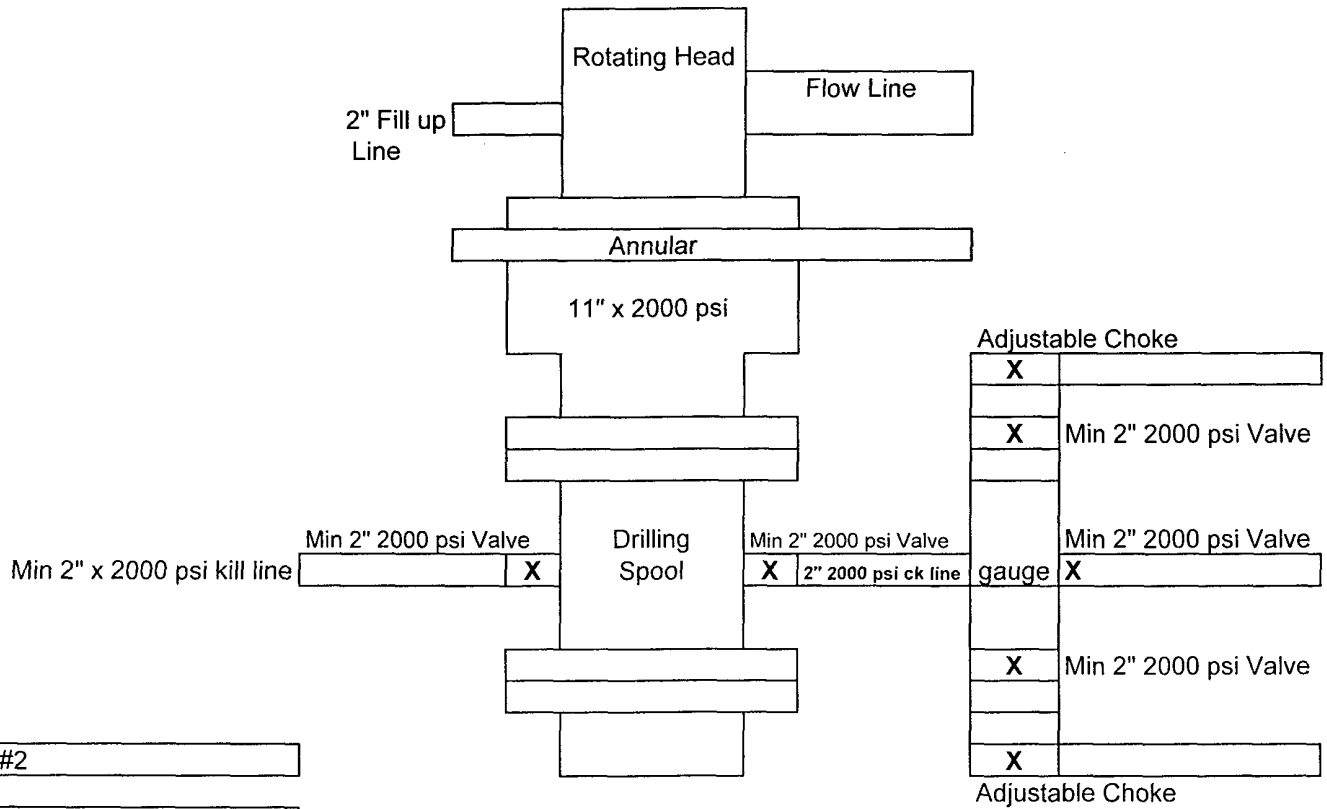 Rotating Head
Flow Line
2" Fill up
Line
Annular
11" x 2000 psi
Adjustable Choke
X
X Min 2" 2000 psi Valve
Min 2" 2000 psi Valve
Drilling
Spool
Min 2" 2000 psi Valve
Min 2" 2000 psi Valve
Min 2" x 2000 psi kill line
X
X
2" 2000 psi ck line
gauge
X
X Min 2" 2000 psi Valve
#2
X
Adjustable Choke